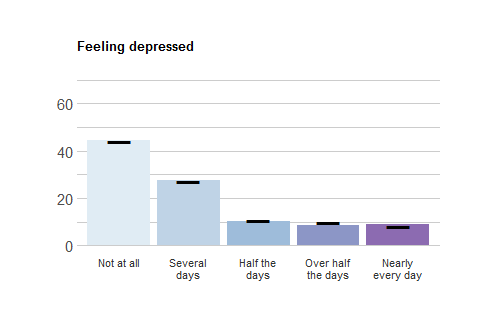 Feeling depressed
60
40
20
0
Not at all
Several
days
Half the
days
Over half
the days
Nearly
every day